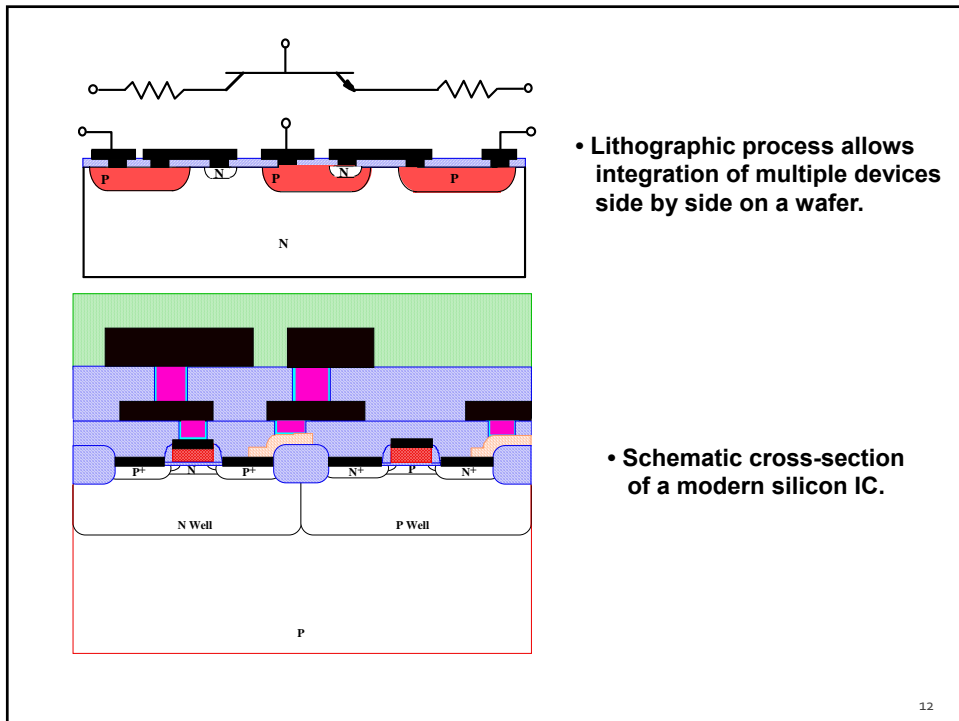 P
N
P
N
P
N
• Lithographic process allows
integration of multiple devices
side by side on a wafer.
P+
N
P+
N+
P
N+
N Well
P Well
P
• Schematic cross-section
of a modern silicon IC.
12